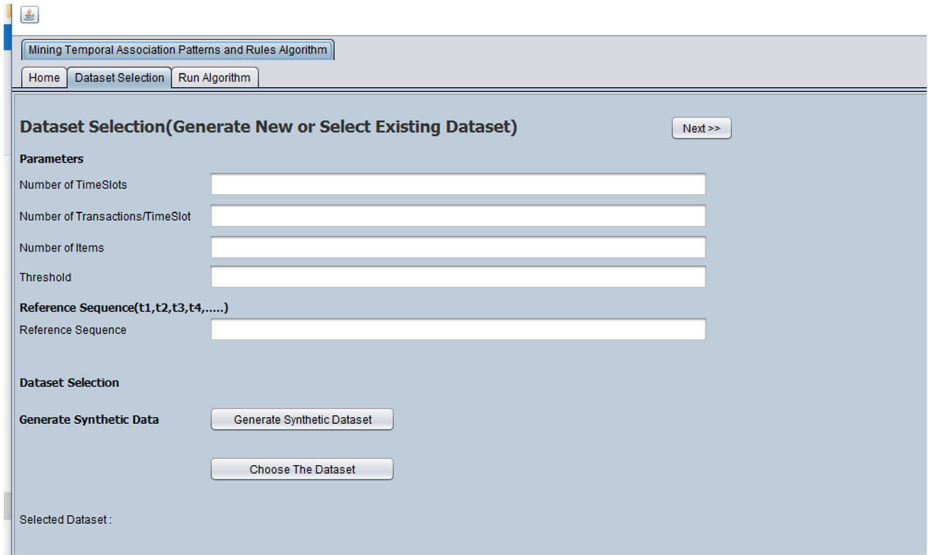 Mining Temporal Association Patterns and Rules Algorithm
Home Dataset Selection Run Algorithm
Dataset Selection(Generate New or Select Existing Dataset) Next >>
Parameters
Number of TimeSlots
Number of Transactions/TimeSlot
Number of Items
Threshold
Reference Sequence(t1,t2,t3,t4,.....)
Reference Sequence
Dataset Selection
Generate Synthetic Data Generate Synthetic Dataset
Choose The Dataset
Selected Dataset :